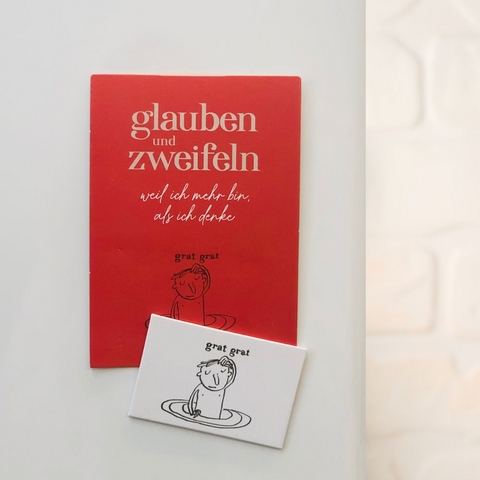 glauben
und
zweifeln
weil ich mehr bin,
als ich denke
grat grat
grat grat